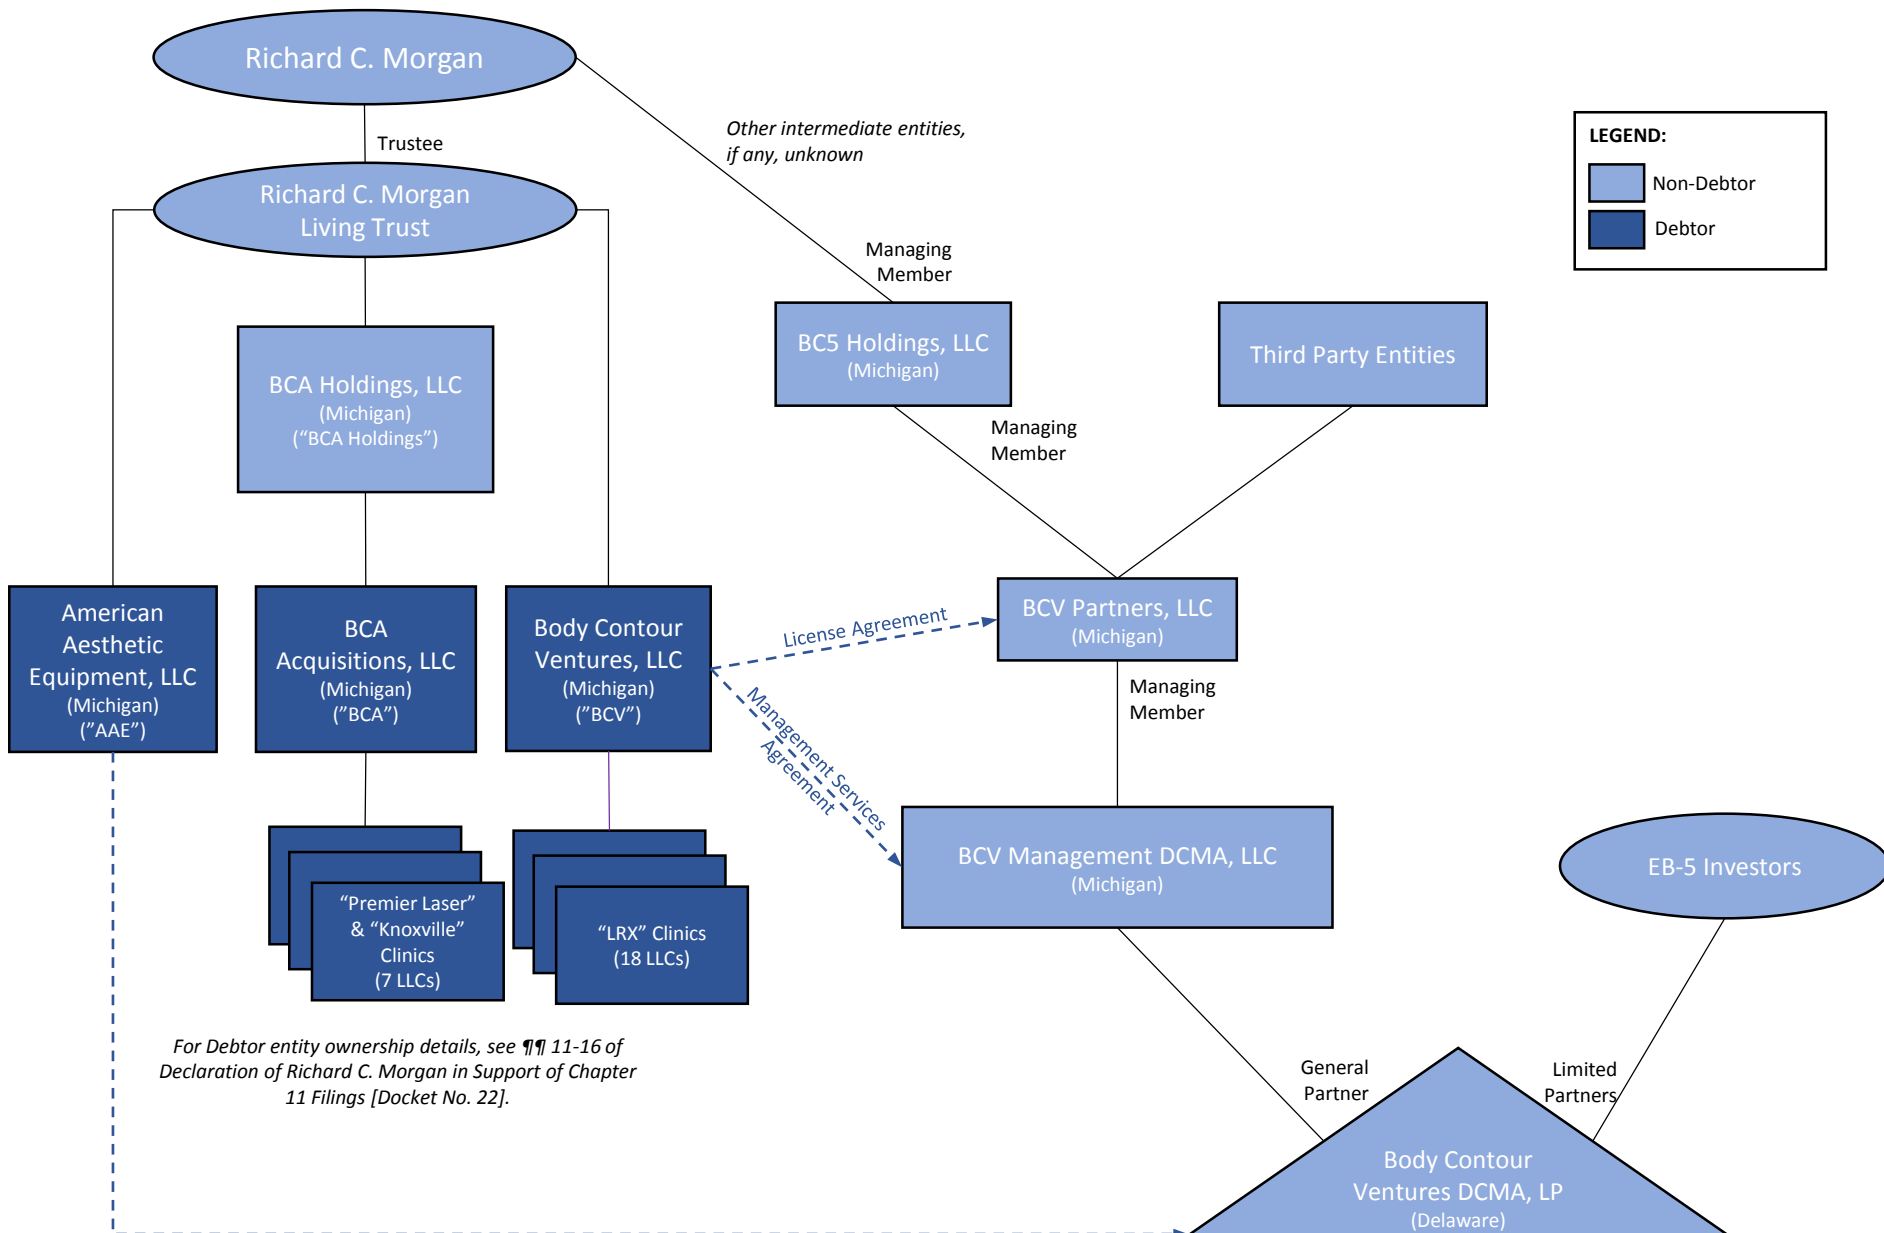 Richard C. Morgan
Trustee
Other intermediate entities,
if any, unknown
LEGEND:
Non-Debtor
Debtor
Richard C. Morgan
Living Trust
Managing
Member
BCA Holdings, LLC
(Michigan)
(“BCA Holdings”)
BC5 Holdings, LLC
(Michigan)
Third Party Entities
Managing
Member
American
Aesthetic
Equipment, LLC
(Michigan)
(”AAE”)
BCA
Acquisitions, LLC
(Michigan)
(”BCA”)
Body Contour
Ventures, LLC
(Michigan)
(”BCV”)
License Agreement
BCV Partners, LLC
(Michigan)
Management Services
Agreement
Managing
Member
“Premier Laser”
& “Knoxville”
Clinics
(7 LLCs)
“LRX” Clinics
(18 LLCs)
BCV Management DCMA, LLC
(Michigan)
EB-5 Investors
For Debtor entity ownership details, see ¶¶ 11-16 of
Declaration of Richard C. Morgan in Support of Chapter
11 Filings [Docket No. 22].
General
Partner
Limited
Partners
Body Contour
Ventures DCMA, LP
(Delaware)